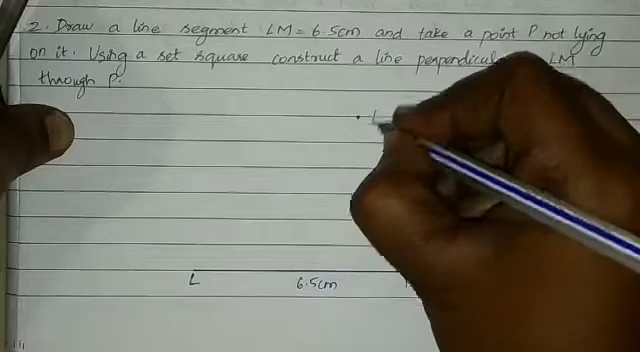 2. Draw a line segment LM = 6.5cm and take a point P not lying
on it. Using a set square construct a line perpendicular LM
through P.
L 6.5cm